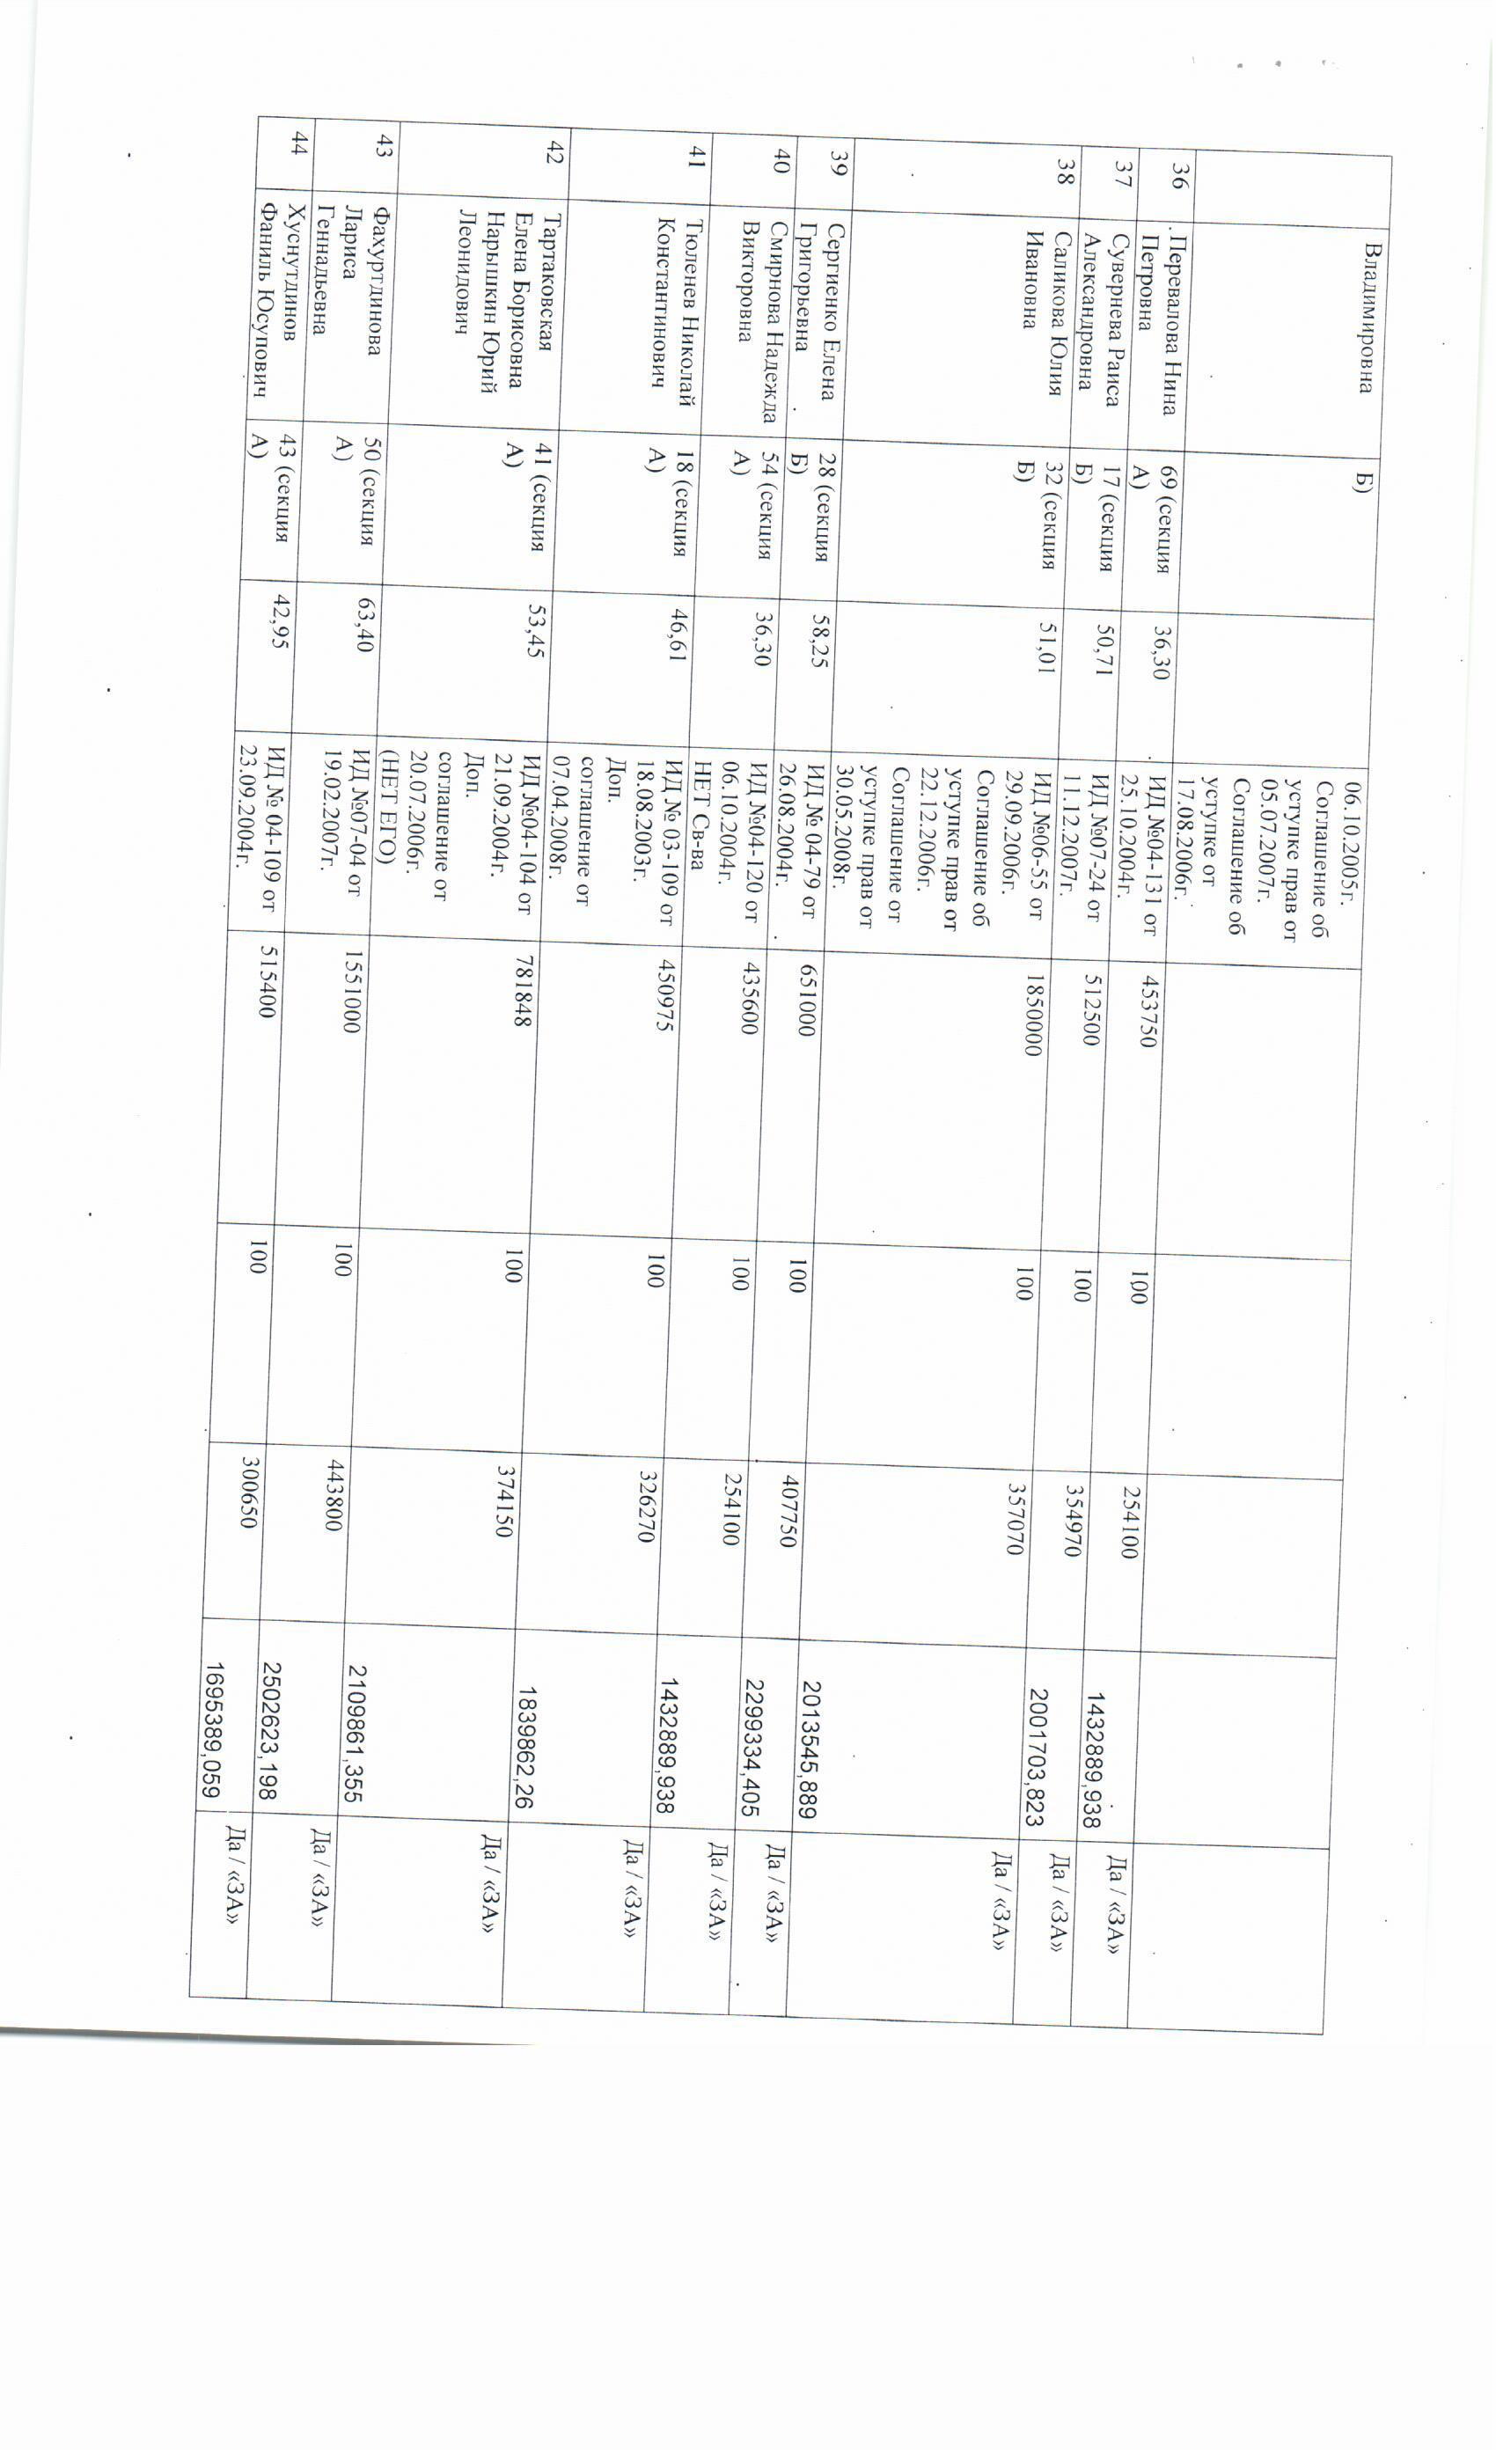 Владимировна Б) 06.10.2005г.
Соглашение об
уступке прав от
05.07.2007г.
Соглашение об
уступке от
17.08.2006г.
36 Перевалова Нина 69 (секция 36,30 ИД №04-131 от 453750 100 254100 1432889,938 Да / «ЗА»
Петровна А) 25.10.2004г.
37 Сувернева Раиса 17 (секция 50,71 ИД №07-24 от 512500 100 354970 2001703,823 Да / «ЗА»
Александровна Б) 11.12.2007г.
38 Саликова Юлия 32 (секция 51,01 ИД №06-55 от 1850000 100 357070 Да / «ЗА»
Ивановна Б) 29.09.2006г.
Соглашение об
уступке прав от
22.12.2006г.
Соглашение от
уступке прав от
30.05.2008г. 2013545,889
39 Сергиенко Елена 28 (секция 58,25 ИД № 04-79 от 651000 100 407750 Да / «ЗА»
Григорьевна Б) 26.08.2004г. 2299334,405
40 Смирнова Надежда 54 (секция 36,30 ИД №04-120 от 435600 100 254100 Да / «ЗА»
Викторовна А) 06.10.2004г.
НЕТ Св-ва 1432889,938
41 Тюленев Николай 18 (секция 46,61 ИД № 03-109 от 450975 100 326270 Да / «ЗА»
Константинович А) 18.08.2003г.
Доп.
соглашение от
07.04.2008г. 1839862,26
42 Тартаковская 41 (секция 53,45 ИД №04-104 от 781848 100 374150 Да / «ЗА»
Елена Борисовна А) 21.09.2004г.
Нарышкин Юрий Доп.
Леонидович соглашение от
20.07.2006г.
(НЕТ ЕГО) 2109861,355
43 Фахуртдинова 50 (секция 63,40 ИД №07-04 от 1551000 100 443800 Да / «ЗА»
Лариса А) 19.02.2007г.
Геннадьевна 2502623,198
44 Хуснутдинов 43 (секция 42,95 ИД № 04-109 от 515400 100 300650 Да / «ЗА»
Фаниль Юсупович А) 23.09.2004г. 1695389,059